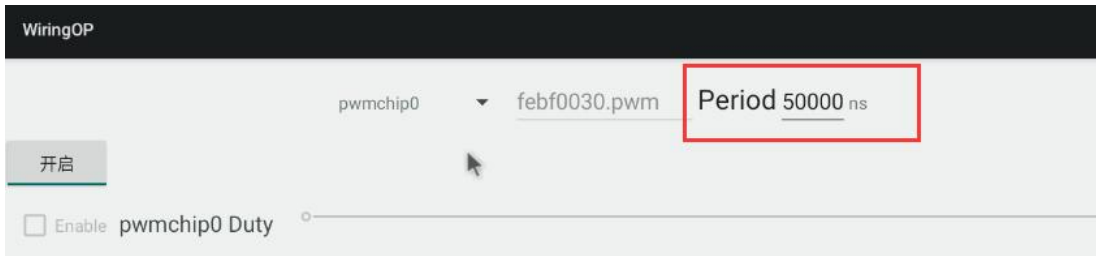 WiringOP
pwmchip0 febf0030.pwm Period 50000 ns
开启
Enable pwmchip0 Duty